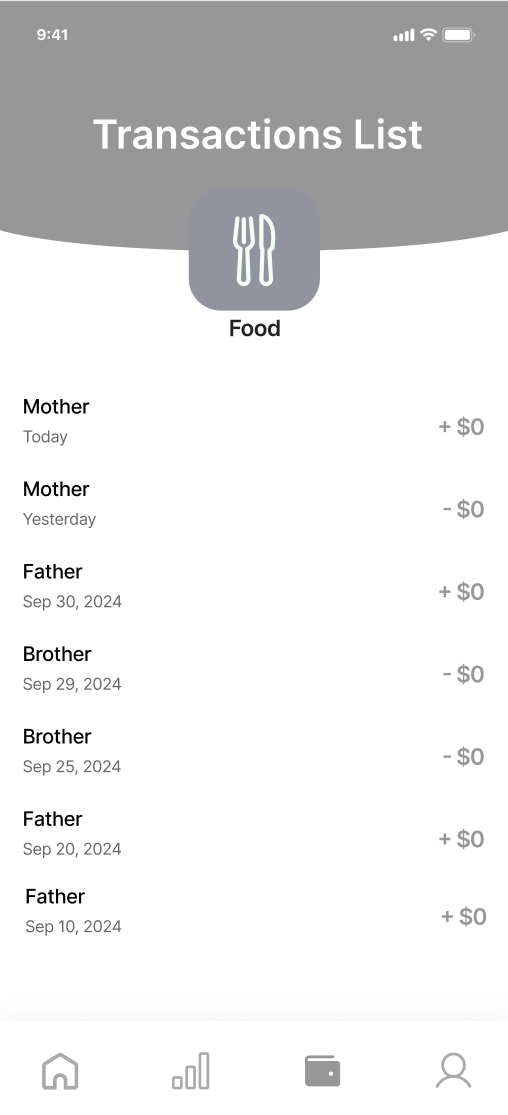 9:41
Transactions List
Food
Mother
Today
+ $0
Mother
Yesterday
- $0
Father
Sep 30, 2024
+ $0
Brother
Sep 29, 2024
- $0
Brother
Sep 25, 2024
- $0
Father
Sep 20, 2024
+ $0
Father
Sep 10, 2024
+ $0